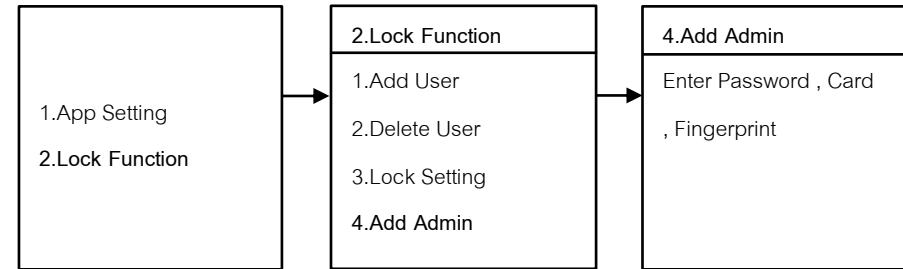 1.App Setting
2.Lock Function
2.Lock Function
1.Add User
2.Delete User
3.Lock Setting
4.Add Admin
4.Add Admin
Enter Password , Card
, Fingerprint